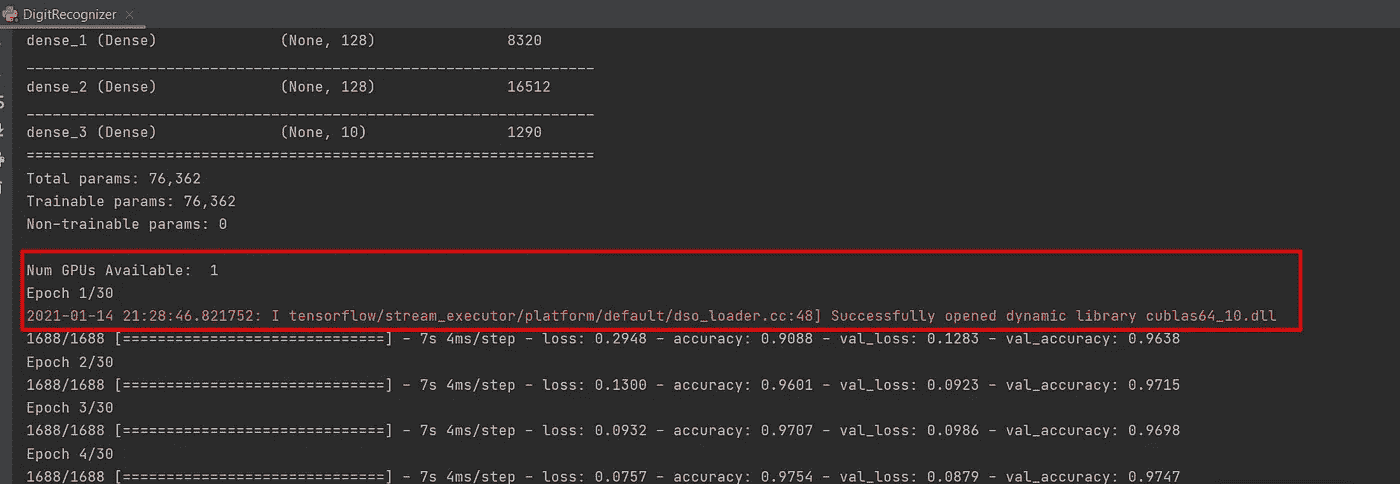 DigitRecognizer
dense_1 (Dense) (None, 128) 8320
_________________________________________________________________
dense_2 (Dense) (None, 128) 16512
_________________________________________________________________
dense_3 (Dense) (None, 10) 1290
=================================================================
Total params: 76,362
Trainable params: 76,362
Non-trainable params: 0
Num GPUs Available:  1
Epoch 1/30
2021-01-14 21:28:46.821752: I tensorflow/stream_executor/platform/default/dso_loader.cc:48] Successfully opened dynamic library cublas64_10.dll
1688/1688 [==============================] - 7s 4ms/step - loss: 0.2948 - accuracy: 0.9088 - val_loss: 0.1283 - val_accuracy: 0.9638
Epoch 2/30
1688/1688 [==============================] - 7s 4ms/step - loss: 0.1300 - accuracy: 0.9601 - val_loss: 0.0923 - val_accuracy: 0.9715
Epoch 3/30
1688/1688 [==============================] - 7s 4ms/step - loss: 0.0932 - accuracy: 0.9707 - val_loss: 0.0986 - val_accuracy: 0.9698
Epoch 4/30
1688/1688 [==============================] - 7s 4ms/step - loss: 0.0757 - accuracy: 0.9754 - val_loss: 0.0879 - val_accuracy: 0.9747